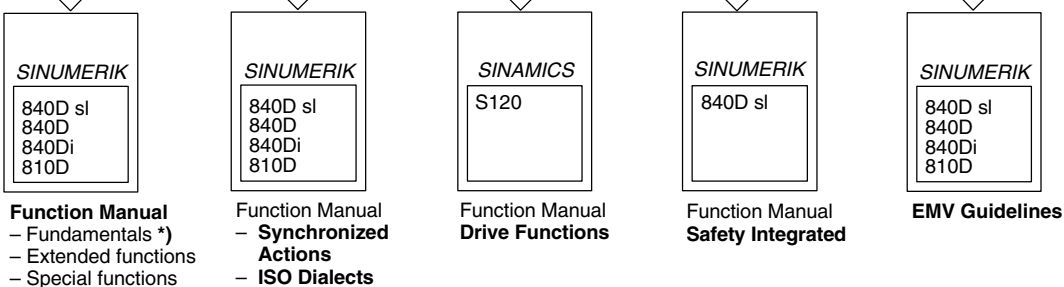 SINUMERIK
840D sl
840D
840Di
810D
Function Manual
– Fundamentals *)
– Extended functions
– Special functions
SINUMERIK
840D sl
840D
840Di
810D
Function Manual
– Synchronized
Actions
– ISO Dialects
SINAMICS
S120
Function Manual
Drive Functions
SINUMERIK
840D sl
Function Manual
Safety Integrated
SINUMERIK
840D sl
840D
840Di
810D
EMV Guidelines